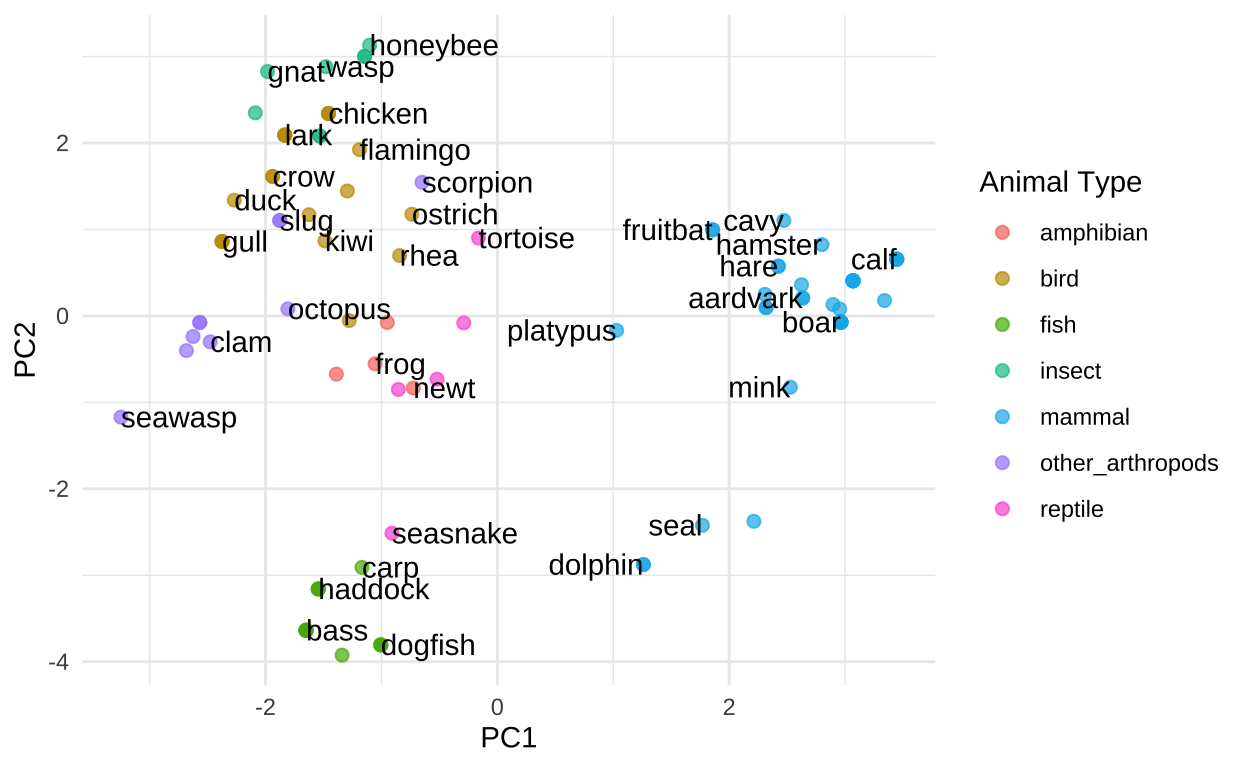 honeybee
gnat
wasp
chicken
lark
flamingo
crow
scorpion
duck
slug
ostrich
gull
kiwi
tortoise
rhea
fruitbat
cavy
hamster
hare
calf
aardvark
boar
octopus
clam
platypus
frog
newt
mink
seawasp
seasnake
seal
carp
dolphin
haddock
bass
dogfish
2
0
-2
-4
PC2
-2
0
2
PC1
Animal Type
amphibian
bird
fish
insect
mammal
other_arthropods
reptile